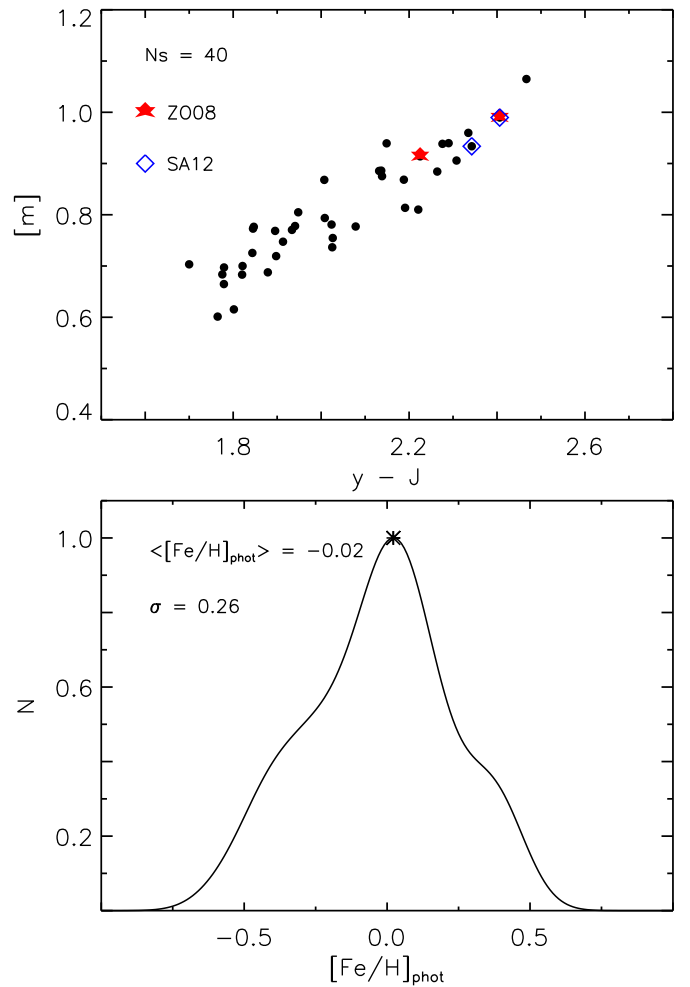 1.2
Ns = 40
1.0
ZO08
SA12
0.8
[m]
0.6
0.4
1.8 2.2 2.6
y − J
1.0
<[Fe/H]phot> = −0.02
σ = 0.26
0.6
N
0.2
−0.5 0.0 0.5
[Fe/H]phot